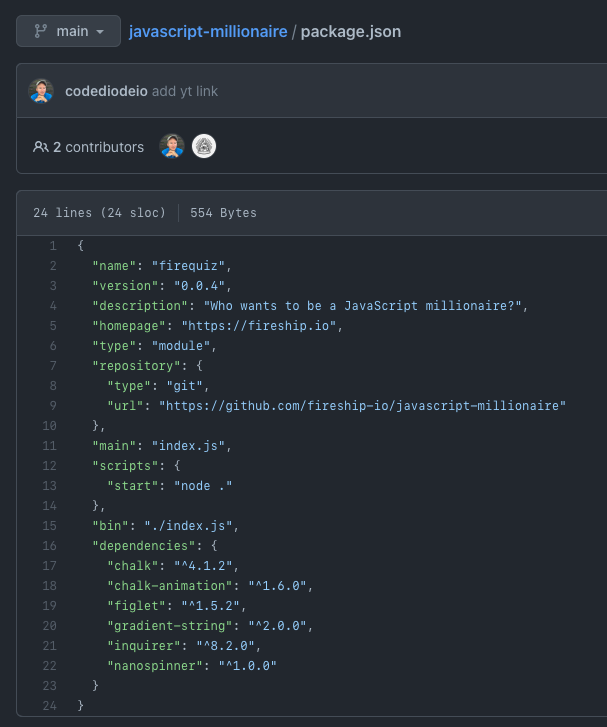 main javascript-millionaire / package.json
codediodeio add yt link
2 contributors
24 lines (24 sloc) 554 Bytes
1 {
2 "name": "firequiz",
3 "version": "0.0.4",
4 "description": "Who wants to be a JavaScript millionaire?",
5 "homepage": "https://fireship.io",
6 "type": "module",
7 "repository": {
8 "type": "git",
9 "url": "https://github.com/fireship-io/javascript-millionaire"
10 },
11 "main": "index.js",
12 "scripts": {
13 "start": "node ."
14 },
15 "bin": "./index.js",
16 "dependencies": {
17 "chalk": "^4.1.2",
18 "chalk-animation": "^1.6.0",
19 "figlet": "^1.5.2",
20 "gradient-string": "^2.0.0",
21 "inquirer": "^8.2.0",
22 "nanospinner": "^1.0.0"
23 }
24 }